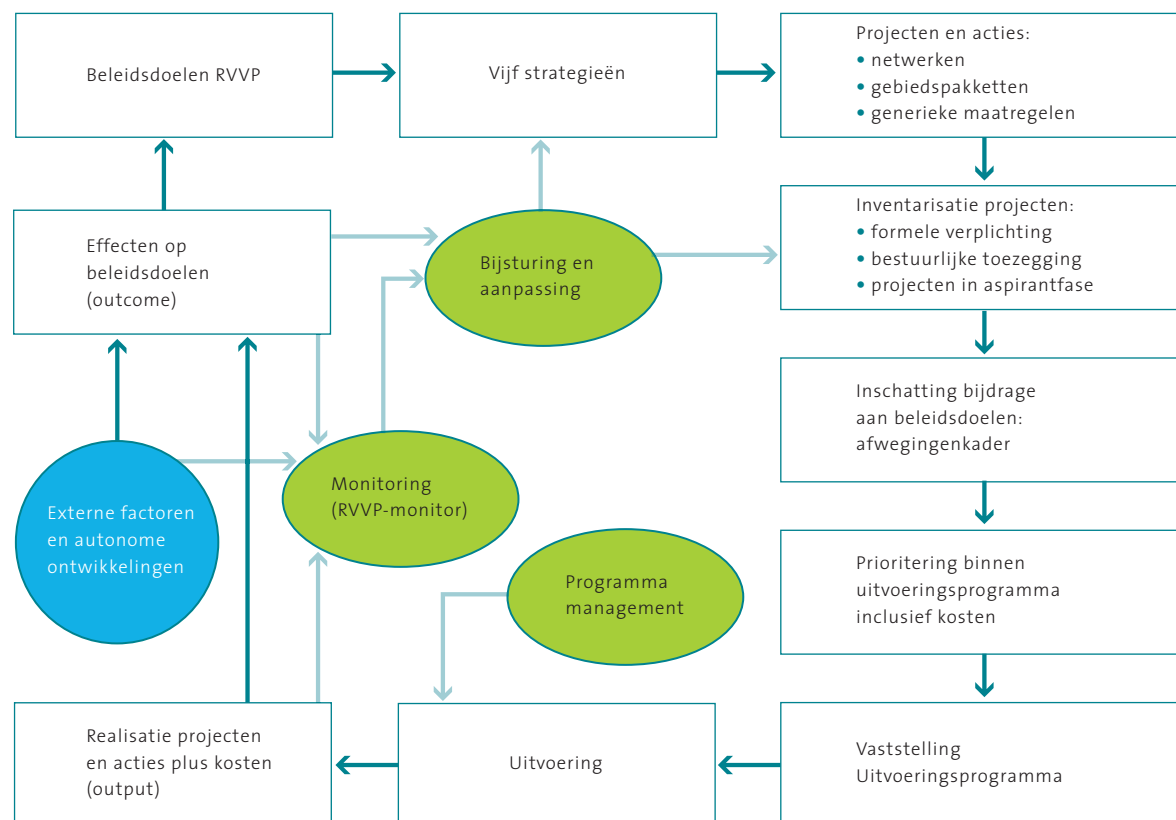 Beleidsdoelen RVVP
Vijf strategieën
Projecten en acties:
• netwerken
• gebiedspakketten
• generieke maatregelen
Effecten op
beleidsdoelen
(outcome)
Bijsturing en
aanpassing
Inventarisatie projecten:
• formele verplichting
• bestuurlijke toezegging
• projecten in aspirantfase
Inschatting bijdrage
aan beleidsdoelen:
afwegingenkader
Monitoring
(RVVP-monitor)
Externe factoren
en autonome
ontwikkelingen
Programma
management
Prioritering binnen
uitvoeringsprogramma
inclusief kosten
Realisatie projecten
en acties plus kosten
(output)
Uitvoering
Vaststelling
Uitvoeringsprogramma